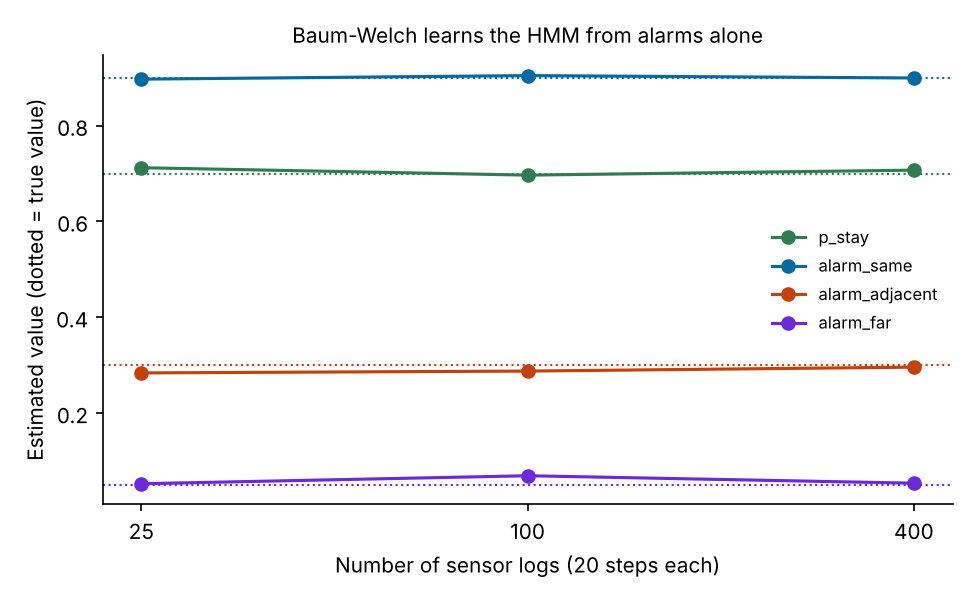 Baum-Welch learns the HMM from alarms alone
Estimated value (dotted = true value)
0.8
0.6
0.4
0.2
p_stay
alarm_same
alarm_adjacent
alarm_far
25
100
400
Number of sensor logs (20 steps each)